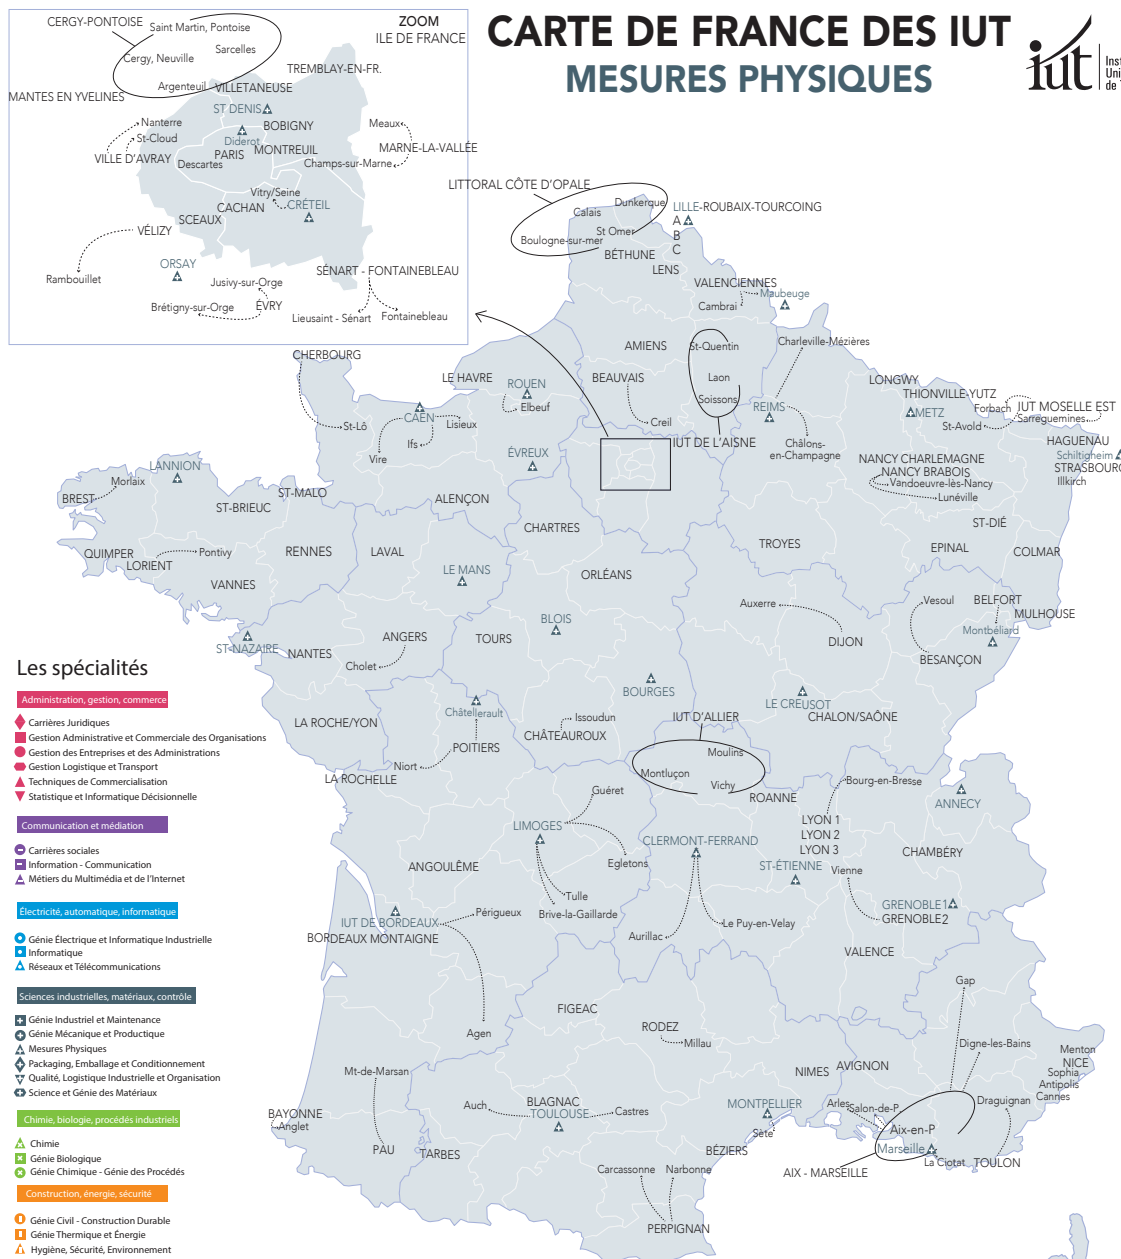 CARTE DE FRANCE DES IUT
MESURES PHYSIQUES
iut
de
ZOOM
ILE DE FRANCE
CERGY-PONTOISE
Saint Martin, Pontoise
Sarcelles
Cergy, Neuville
Argenteuil
TREMBLAY-EN-FR.
VILLETANEUSE
MANTES EN YVELINES
ST DENIS
Nanterre
BOBIGNY
Meaux
St-Cloud
Diderot
MONTREUIL
MARNE-LA-VALLÉE
VILLE D'AVRAY
PARIS
Descartes
Champs-sur-Marne
Vitry/Seine
CACHAN
CRÉTEIL
SCEAUX
VÉLIZY
ORSAY
Rambouillet
SÉNART - FONTAINEBLEAU
Jusivy-sur-Orge
Brétigny-sur-Orge
ÉVRY
Lieusaint - Sénart
Fontainebleau
LITTORAL CÔTE D'OPALE
Dunkerque
Calais
St Omer
Boulogne-sur-mer
LILLE-ROUBAIX-TOURCOING
A
B
C
BÉTHUNE
LENS
VALENCIENNES
Maubeuge
Cambrai
AMIENS
St-Quentin
Charleville-Mézières
CHERBOURG
LE HAVRE
ROUEN
Elbeuf
BEAUVAIS
Laon
Soissons
Creil
IUT DE L'AISNE
REIMS
Châlons-
en-Champagne
LONGWY
THIONVILLE-YUTZ
METZ
Forbach
IUT MOSELLE EST
Sarreguemines
St-Avold
HAGUENAU
Schiltigheim
STRASBOURG
Illkirch
NANCY CHARLEMAGNE
NANCY BRABOIS
Vandoeuvre-lès-Nancy
Lunéville
CAEN
Lisieux
St-Lô
Ifs
Vire
ÉVREUX
LANNION
Morlaix
BREST
ST-MALO
ST-BRIEUC
ALENÇON
CHARTRES
ST-DIÉ
TROYES
EPINAL
COLMAR
QUIMPER
LORIENT
Pontivy
RENNES
LAVAL
VANNES
LE MANS
ORLÉANS
Auxerre
Vesoul
BELFORT
MULHOUSE
Montbéliard
BLOIS
DIJON
BESANÇON
ST-NAZAIRE
NANTES
ANGERS
TOURS
Cholet
BOURGES
LE CREUSOT
CHALON/SAÔNE
LA ROCHE/YON
Châtellerault
Issoudun
CHÂTEAUROUX
IUT D'ALLIER
Moulins
Montluçon
Vichy
POITIERS
Niort
LA ROCHELLE
Guéret
ROANNE
Bourg-en-Bresse
ANNECY
LIMOGES
LYON 1
LYON 2
LYON 3
CLERMONT-FERRAND
CHAMBÉRY
ANGOULÊME
Egletons
ST-ÉTIENNE
Vienne
Tulle
Brive-la-Gaillarde
GRENOBLE1
GRENOBLE2
Périgueux
IUT DE BORDEAUX
BORDEAUX MONTAIGNE
Le Puy-en-Velay
Aurillac
VALENCE
Gap
FIGEAC
Agen
RODEZ
Millau
Digne-les-Bains
Menton
NICE
Sophia
Antipolis
Cannes
Mt-de-Marsan
NIMES
AVIGNON
Draguignan
Auch
BLAGNAC
TOULOUSE
Castres
MONTPELLIER
Arles
Salon-de-P.
BAYONNE
Anglet
Sète
Aix-en-P
Marseille
PAU
TARBES
BÉZIERS
AIX - MARSEILLE
La Ciotat
TOULON
Carcassonne
Narbonne
PERPIGNAN
Les spécialités
Administration, gestion, commerce
Carrières Juridiques
Gestion Administrative et Commerciale des Organisations
Gestion des Entreprises et des Administrations
Gestion Logistique et Transport
Techniques de Commercialisation
Statistique et Informatique Décisionnelle
Communication et médiation
Carrières sociales
Information - Communication
Métiers du Multimédia et de l'Internet
Électricité, automatique, informatique
Génie Électrique et Informatique Industrielle
Informatique
Réseaux et Télécommunications
Sciences industrielles, matériaux, contrôle
Génie Industriel et Maintenance
Génie Mécanique et Productique
Mesures Physiques
Packaging, Emballage et Conditionnement
Qualité, Logistique Industrielle et Organisation
Science et Génie des Matériaux
Chimie, biologie, procédés industriels
Chimie
Génie Biologique
Génie Chimique - Génie des Procédés
Construction, énergie, sécurité
Génie Civil - Construction Durable
Génie Thermique et Énergie
Hygiène, Sécurité, Environnement